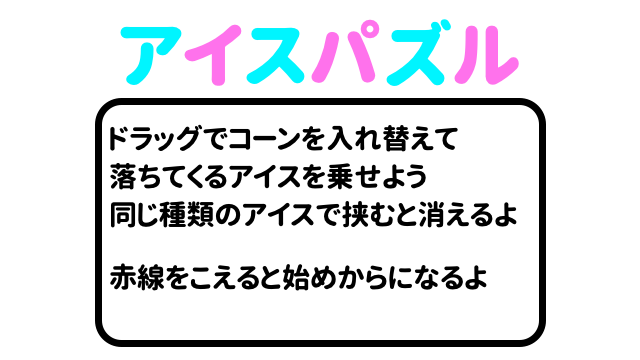 アイスパズル
ドラッグでコーンを入れ替えて
落ちてくるアイスを乗せよう
同じ種類のアイスで挟むと消えるよ
赤線をこえると始めからになるよ